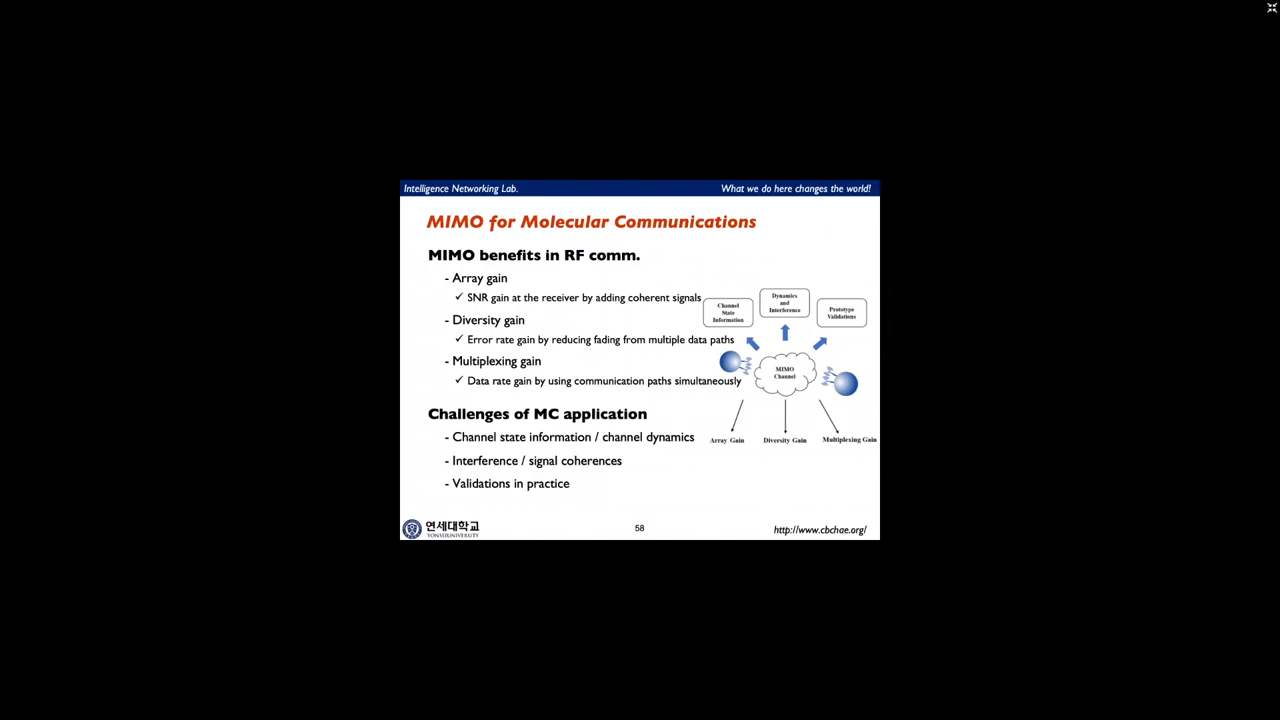 Intelligence Networking Lab.
What we do here changes the world!
MIMO for Molecular Communications
MIMO benefits in RF comm.
- Array gain
✓ SNR gain at the receiver by adding coherent signals
- Diversity gain
✓ Error rate gain by reducing fading from multiple data paths
- Multiplexing gain
✓ Data rate gain by using communication paths simultaneously
Challenges of MC application
- Channel state information / channel dynamics
- Interference / signal coherences
- Validations in practice
Channel
State
Information
Dynamics
and
Interference
Prototype
Validations
MIMO
Channel
Array Gain
Diversity Gain
Multiplexing Gain
연세대학교
YONSEI UNIVERSITY
58
http://www.cbchae.org/